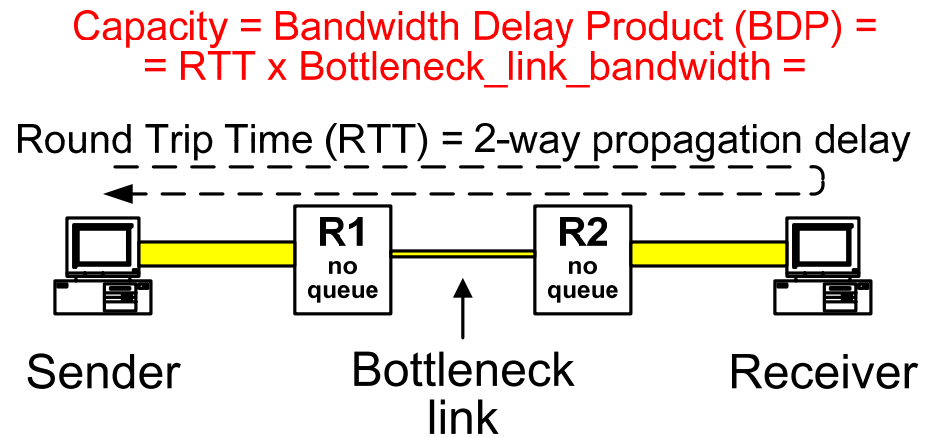 Capacity = Bandwidth Delay Product (BDP) =
= RTT x Bottleneck_link_bandwidth =
Round Trip Time (RTT) = 2-way propagation delay
R1
no
queue
R2
no
queue
Sender
Bottleneck
link
Receiver